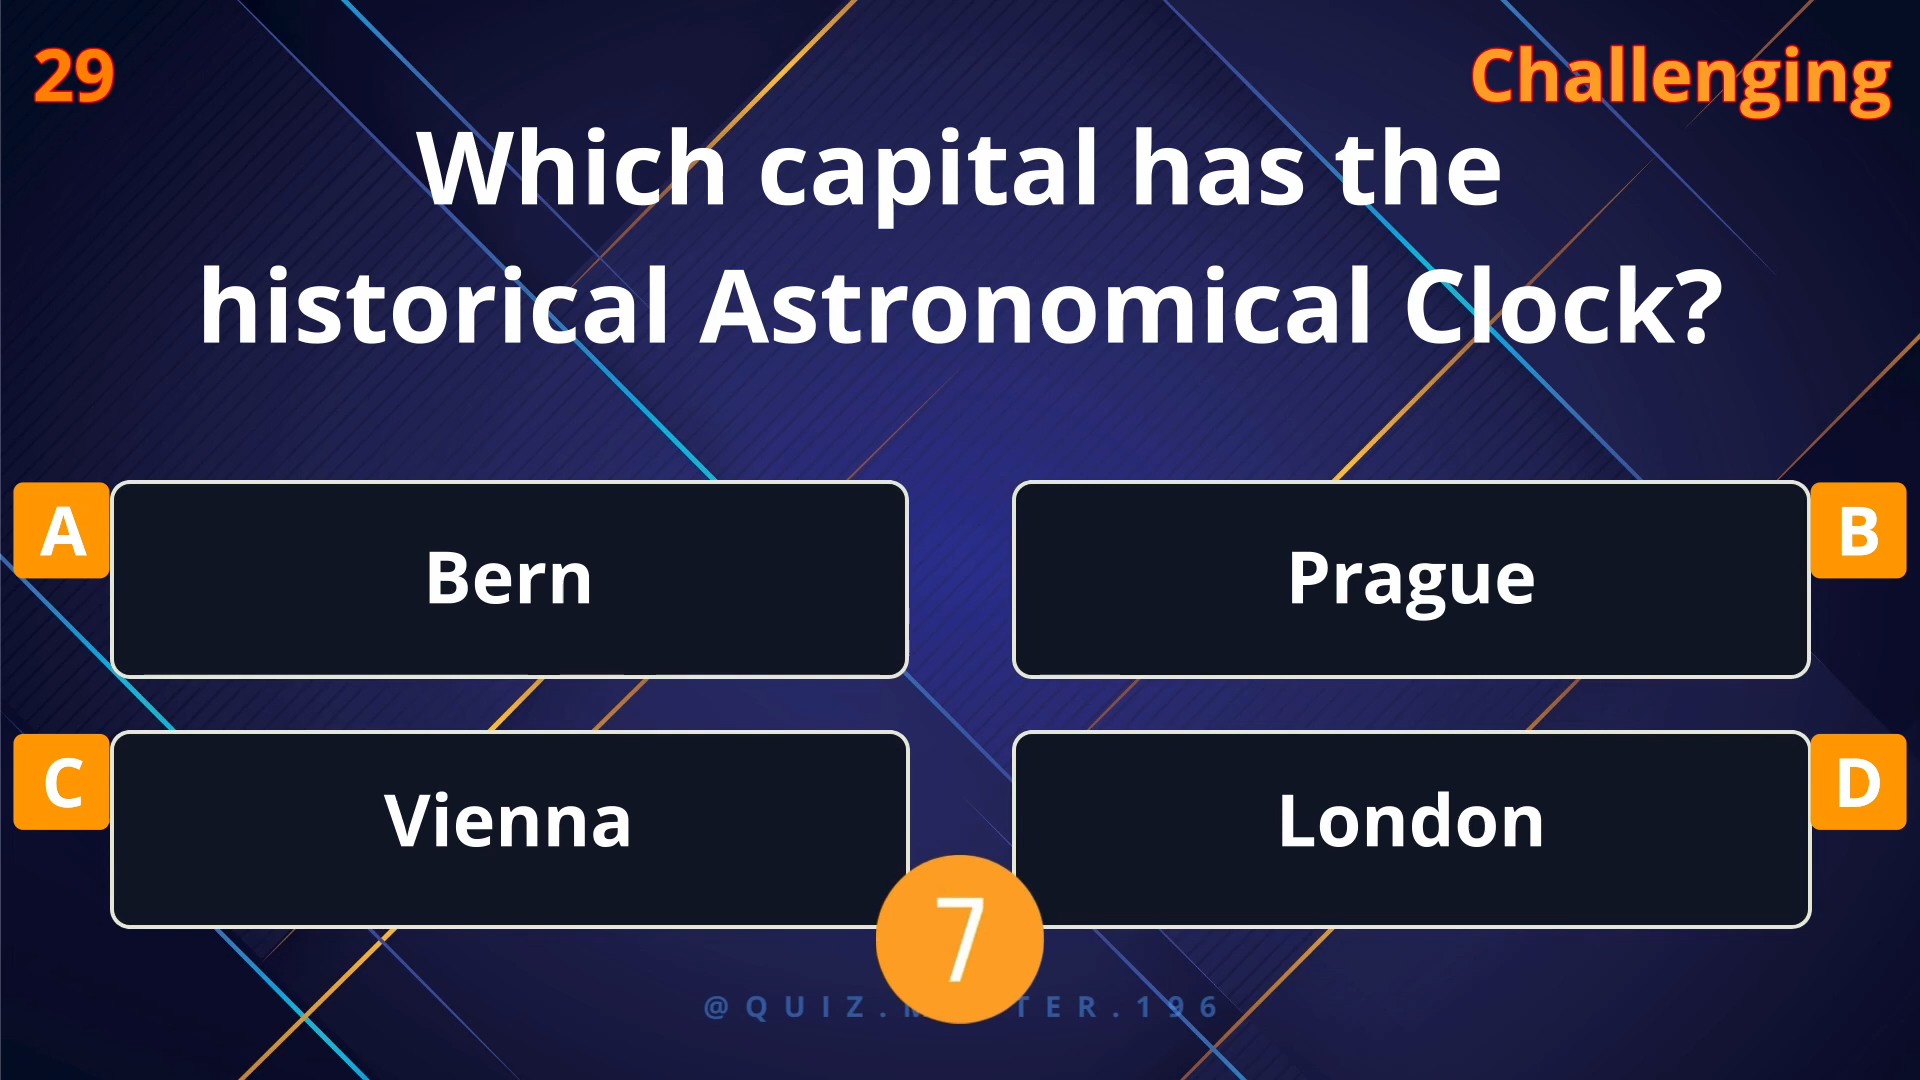 29
Challenging
Which capital has the
historical Astronomical Clock?
A
Bern
B
Prague
C
Vienna
D
London
7